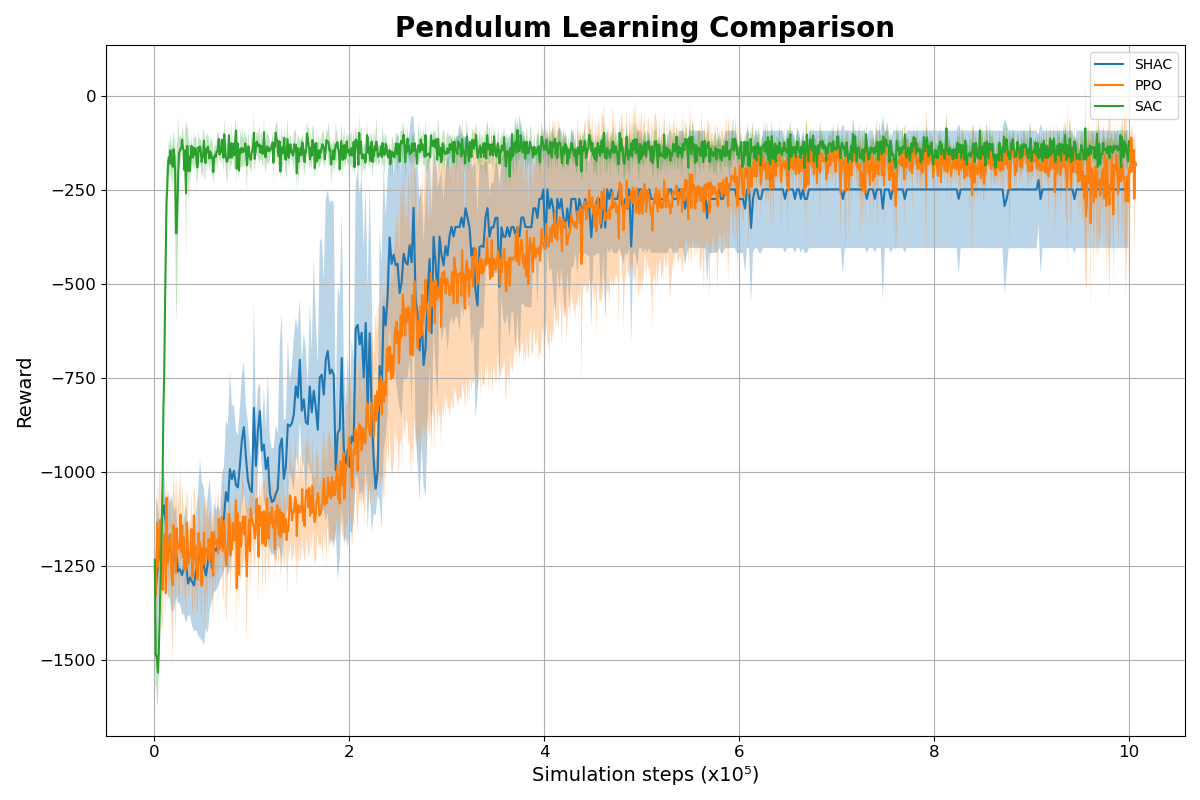 Pendulum Learning Comparison
SHAC
PPO
SAC
0
−250
−500
−750
−1000
−1250
−1500
Reward
0 2 4 6 8 10
Simulation steps (x10⁵)